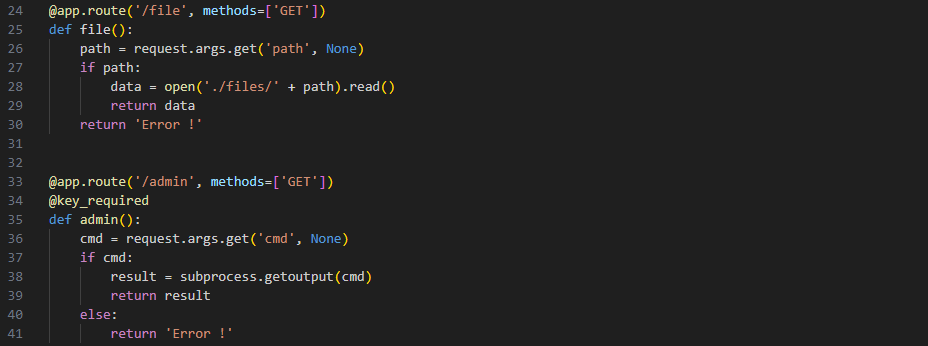 24 @app.route('/file', methods=['GET'])
25 def file():
26     path = request.args.get('path', None)
27     if path:
28         data = open('./files/' + path).read()
29         return data
30     return 'Error !'
31
32
33 @app.route('/admin', methods=['GET'])
34 @key_required
35 def admin():
36     cmd = request.args.get('cmd', None)
37     if cmd:
38         result = subprocess.getoutput(cmd)
39         return result
40     else:
41         return 'Error !'